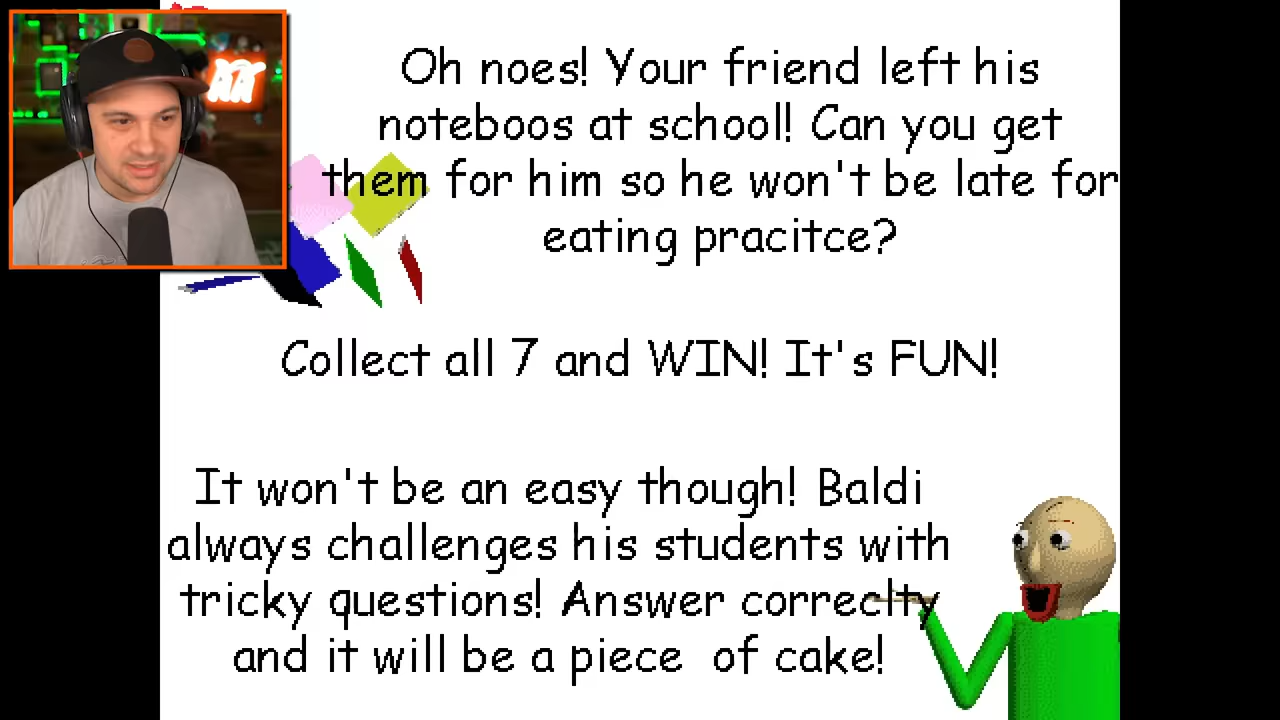 Oh noes! Your friend left his
noteboos at school! Can you get
them for him so he won't be late for
eating pracitce?
Collect all 7 and WIN! It's FUN!
It won't be an easy though! Baldi
always challenges his students with
tricky questions! Answer correclty
and it will be a piece of cake!